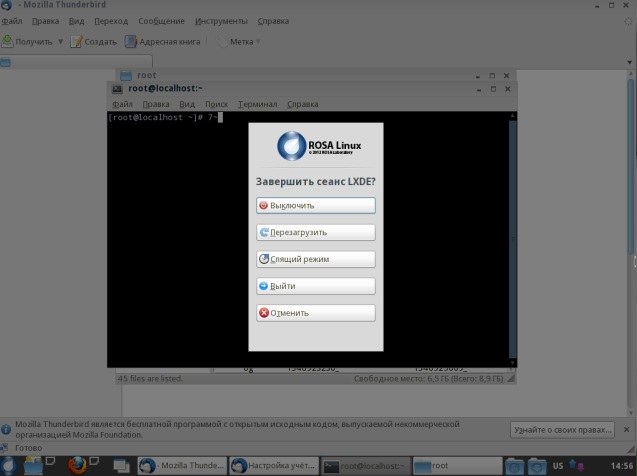 - Mozilla Thunderbird
Файл Правка Вид Переход Сообщение Инструменты Справка
Получить Создать Адресная книга Метка
root
root@localhost:~
Файл Правка Вид Поиск Терминал Справка
[root@localhost ~]# 7~
ROSA Linux
© 2012 ROSA Laboratory
Завершить сеанс LXDE?
Выключить
Перезагрузить
Спящий режим
Выйти
Отменить
45 files are listed.
Свободное место: 6,5 ГБ (Всего: 8,9 ГБ)
Mozilla Thunderbird является бесплатной программой с открытым исходным кодом, выпускаемой некоммерческой
организацией Mozilla Foundation.
Узнайте о своих правах...
Готово
- Mozilla Thunde...
Настройка учёт...
root@localhost:~
root
US
14:56